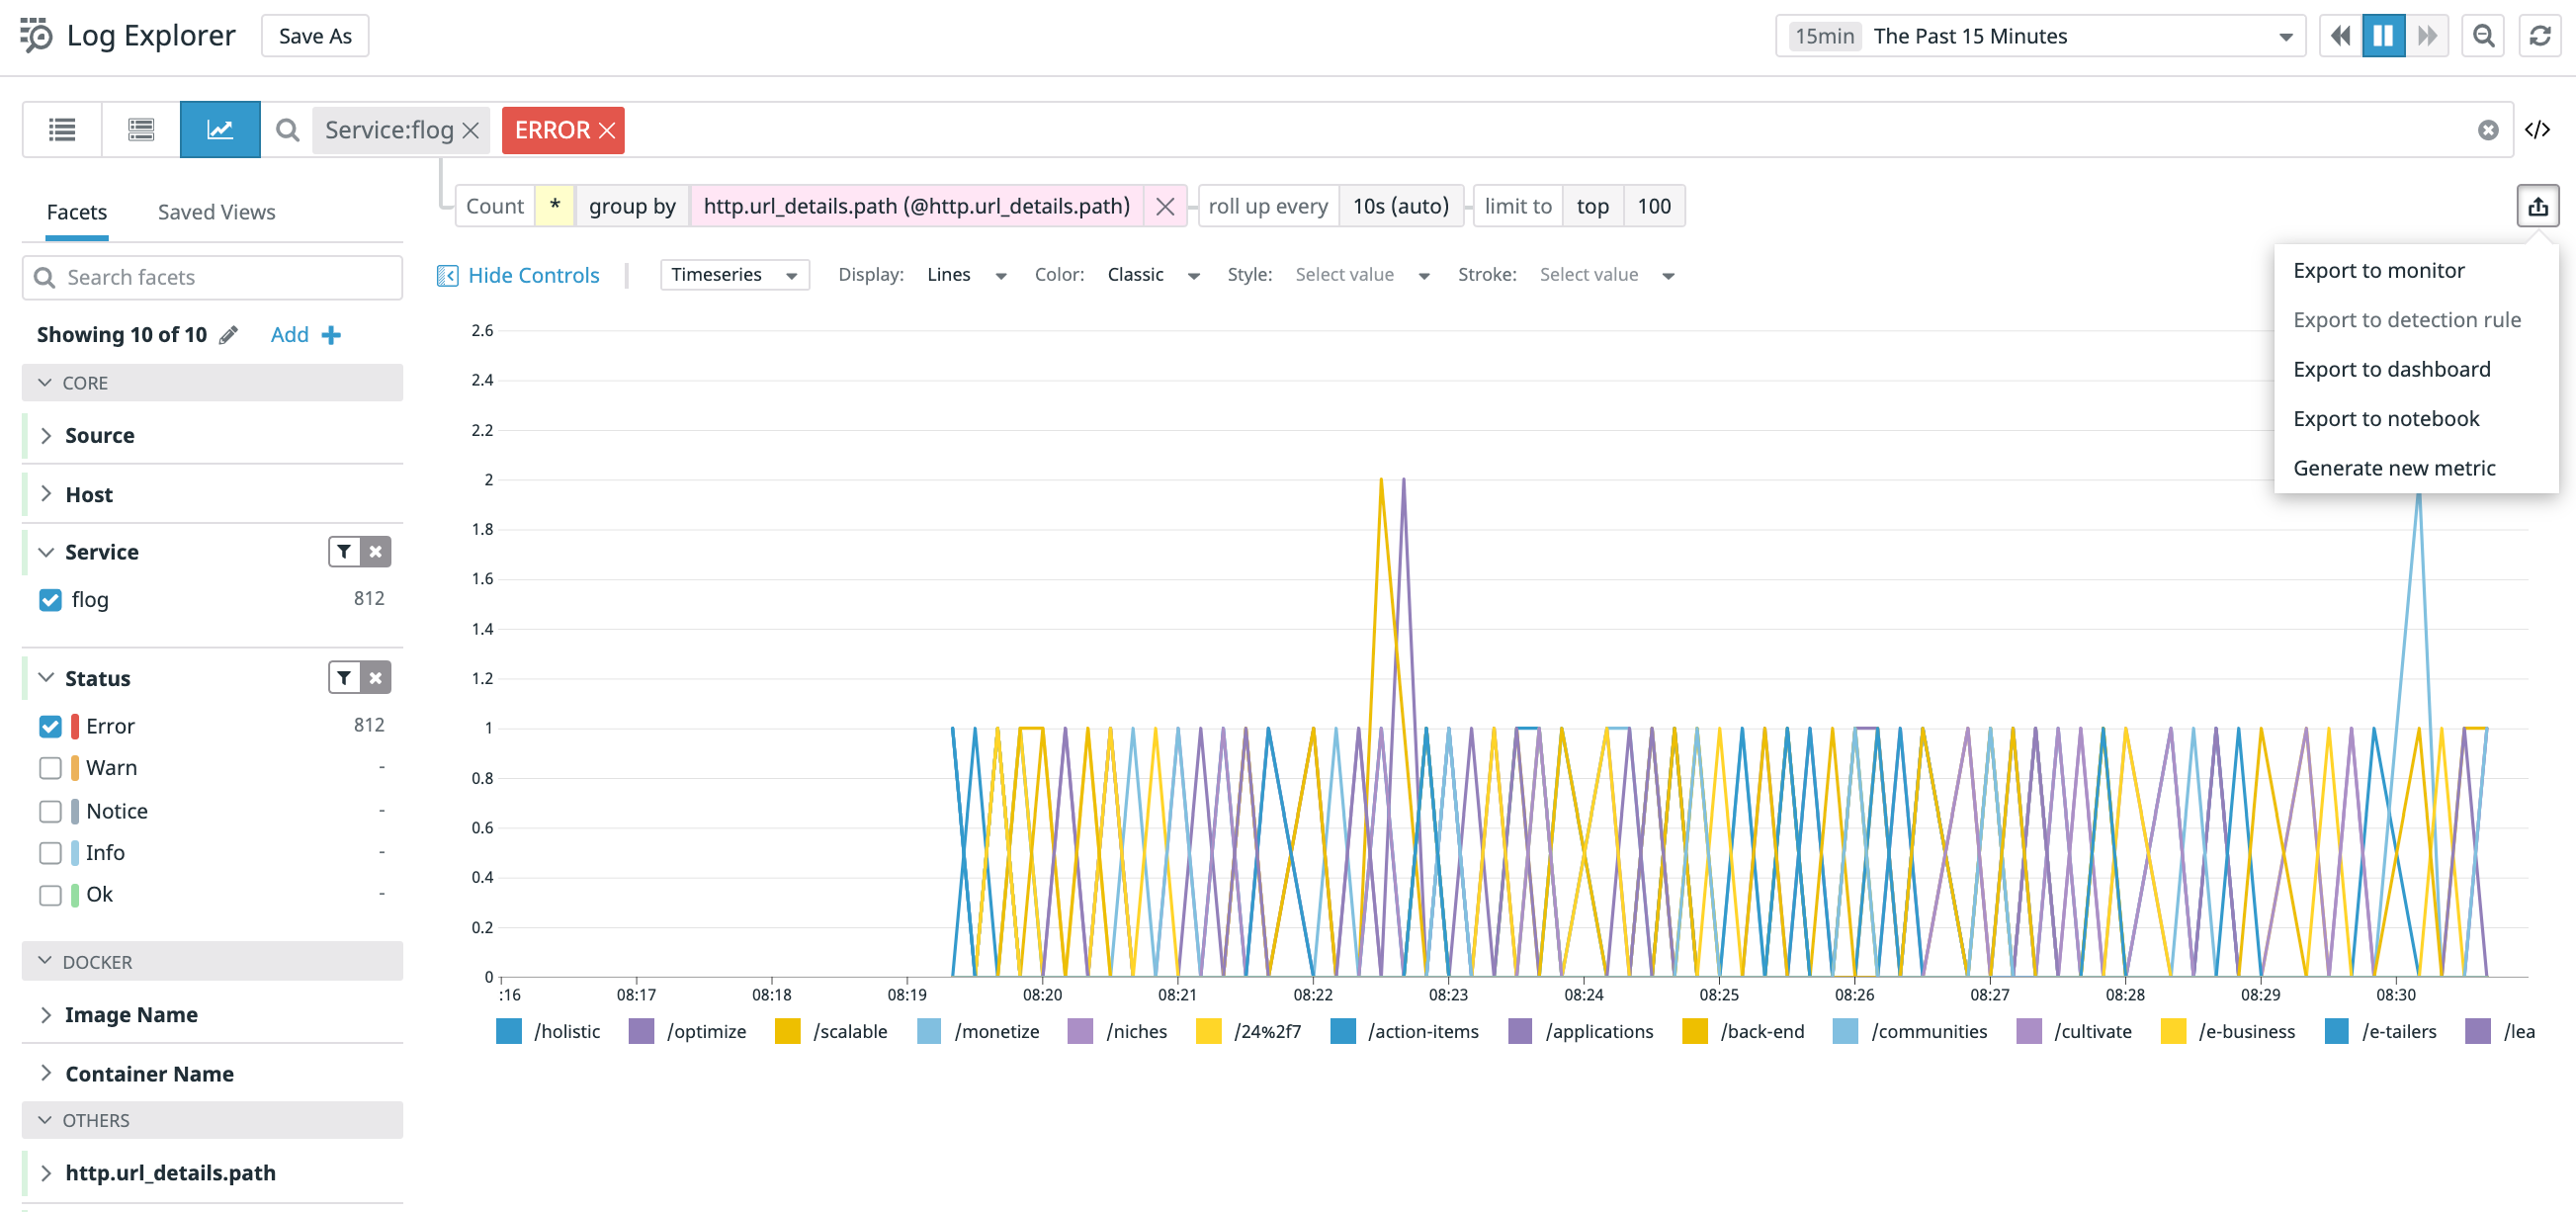 Log Explorer Save As 15min The Past 15 Minutes
Service:flog ERROR </>
Count * group by http.url_details.path (@http.url_details.path) roll up every 10s (auto) limit to top 100
Facets Saved Views
Search facets
Showing 10 of 10 Add
CORE
Source
Host
Service
flog 812
Status
Error 812
Warn -
Notice -
Info -
Ok -
DOCKER
Image Name
Container Name
OTHERS
http.url_details.path
Hide Controls Timeseries Display: Lines Color: Classic Style: Select value Stroke: Select value
Export to monitor
Export to detection rule
Export to dashboard
Export to notebook
Generate new metric
2.6
2.4
2.2
2
1.8
1.6
1.4
1.2
1
0.8
0.6
0.4
0.2
0
:16 08:17 08:18 08:19 08:20 08:21 08:22 08:23 08:24 08:25 08:26 08:27 08:28 08:29 08:30
/holistic /optimize /scalable /monetize /niches /24%2f7 /action-items /applications /back-end /communities /cultivate /e-business /e-tailers /lea